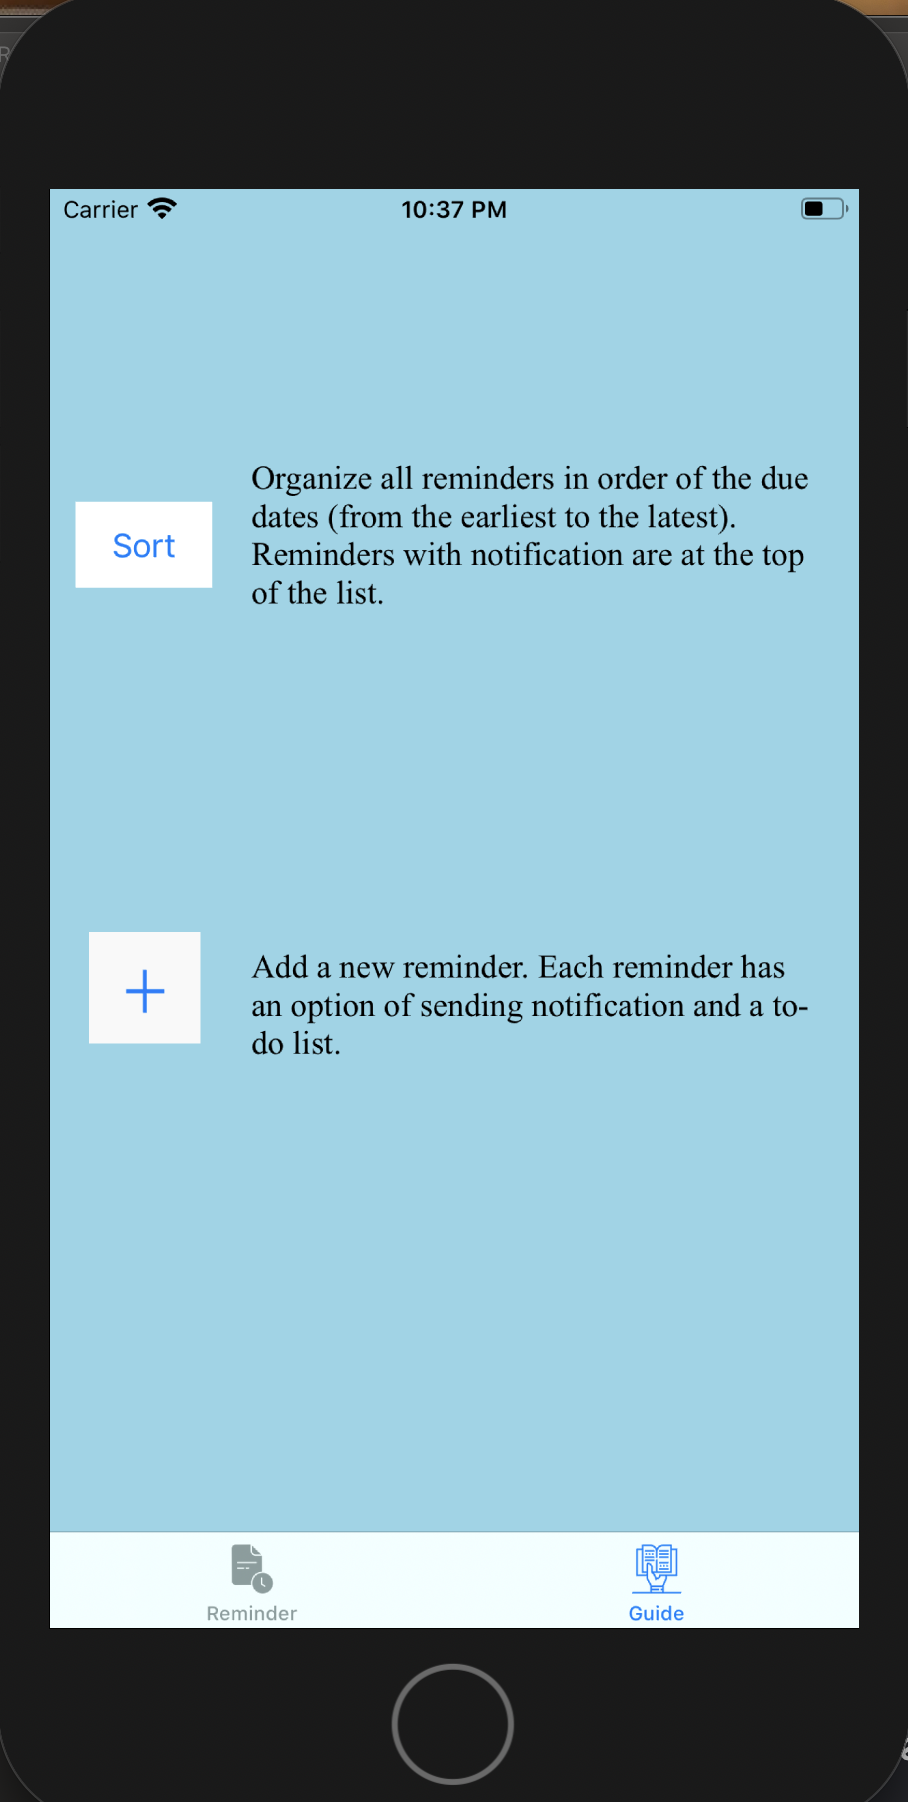 Carrier 10:37 PM
Organize all reminders in order of the due
dates (from the earliest to the latest).
Sort
Reminders with notification are at the top
of the list.
Add a new reminder. Each reminder has
an option of sending notification and a to-
do list.
Reminder Guide